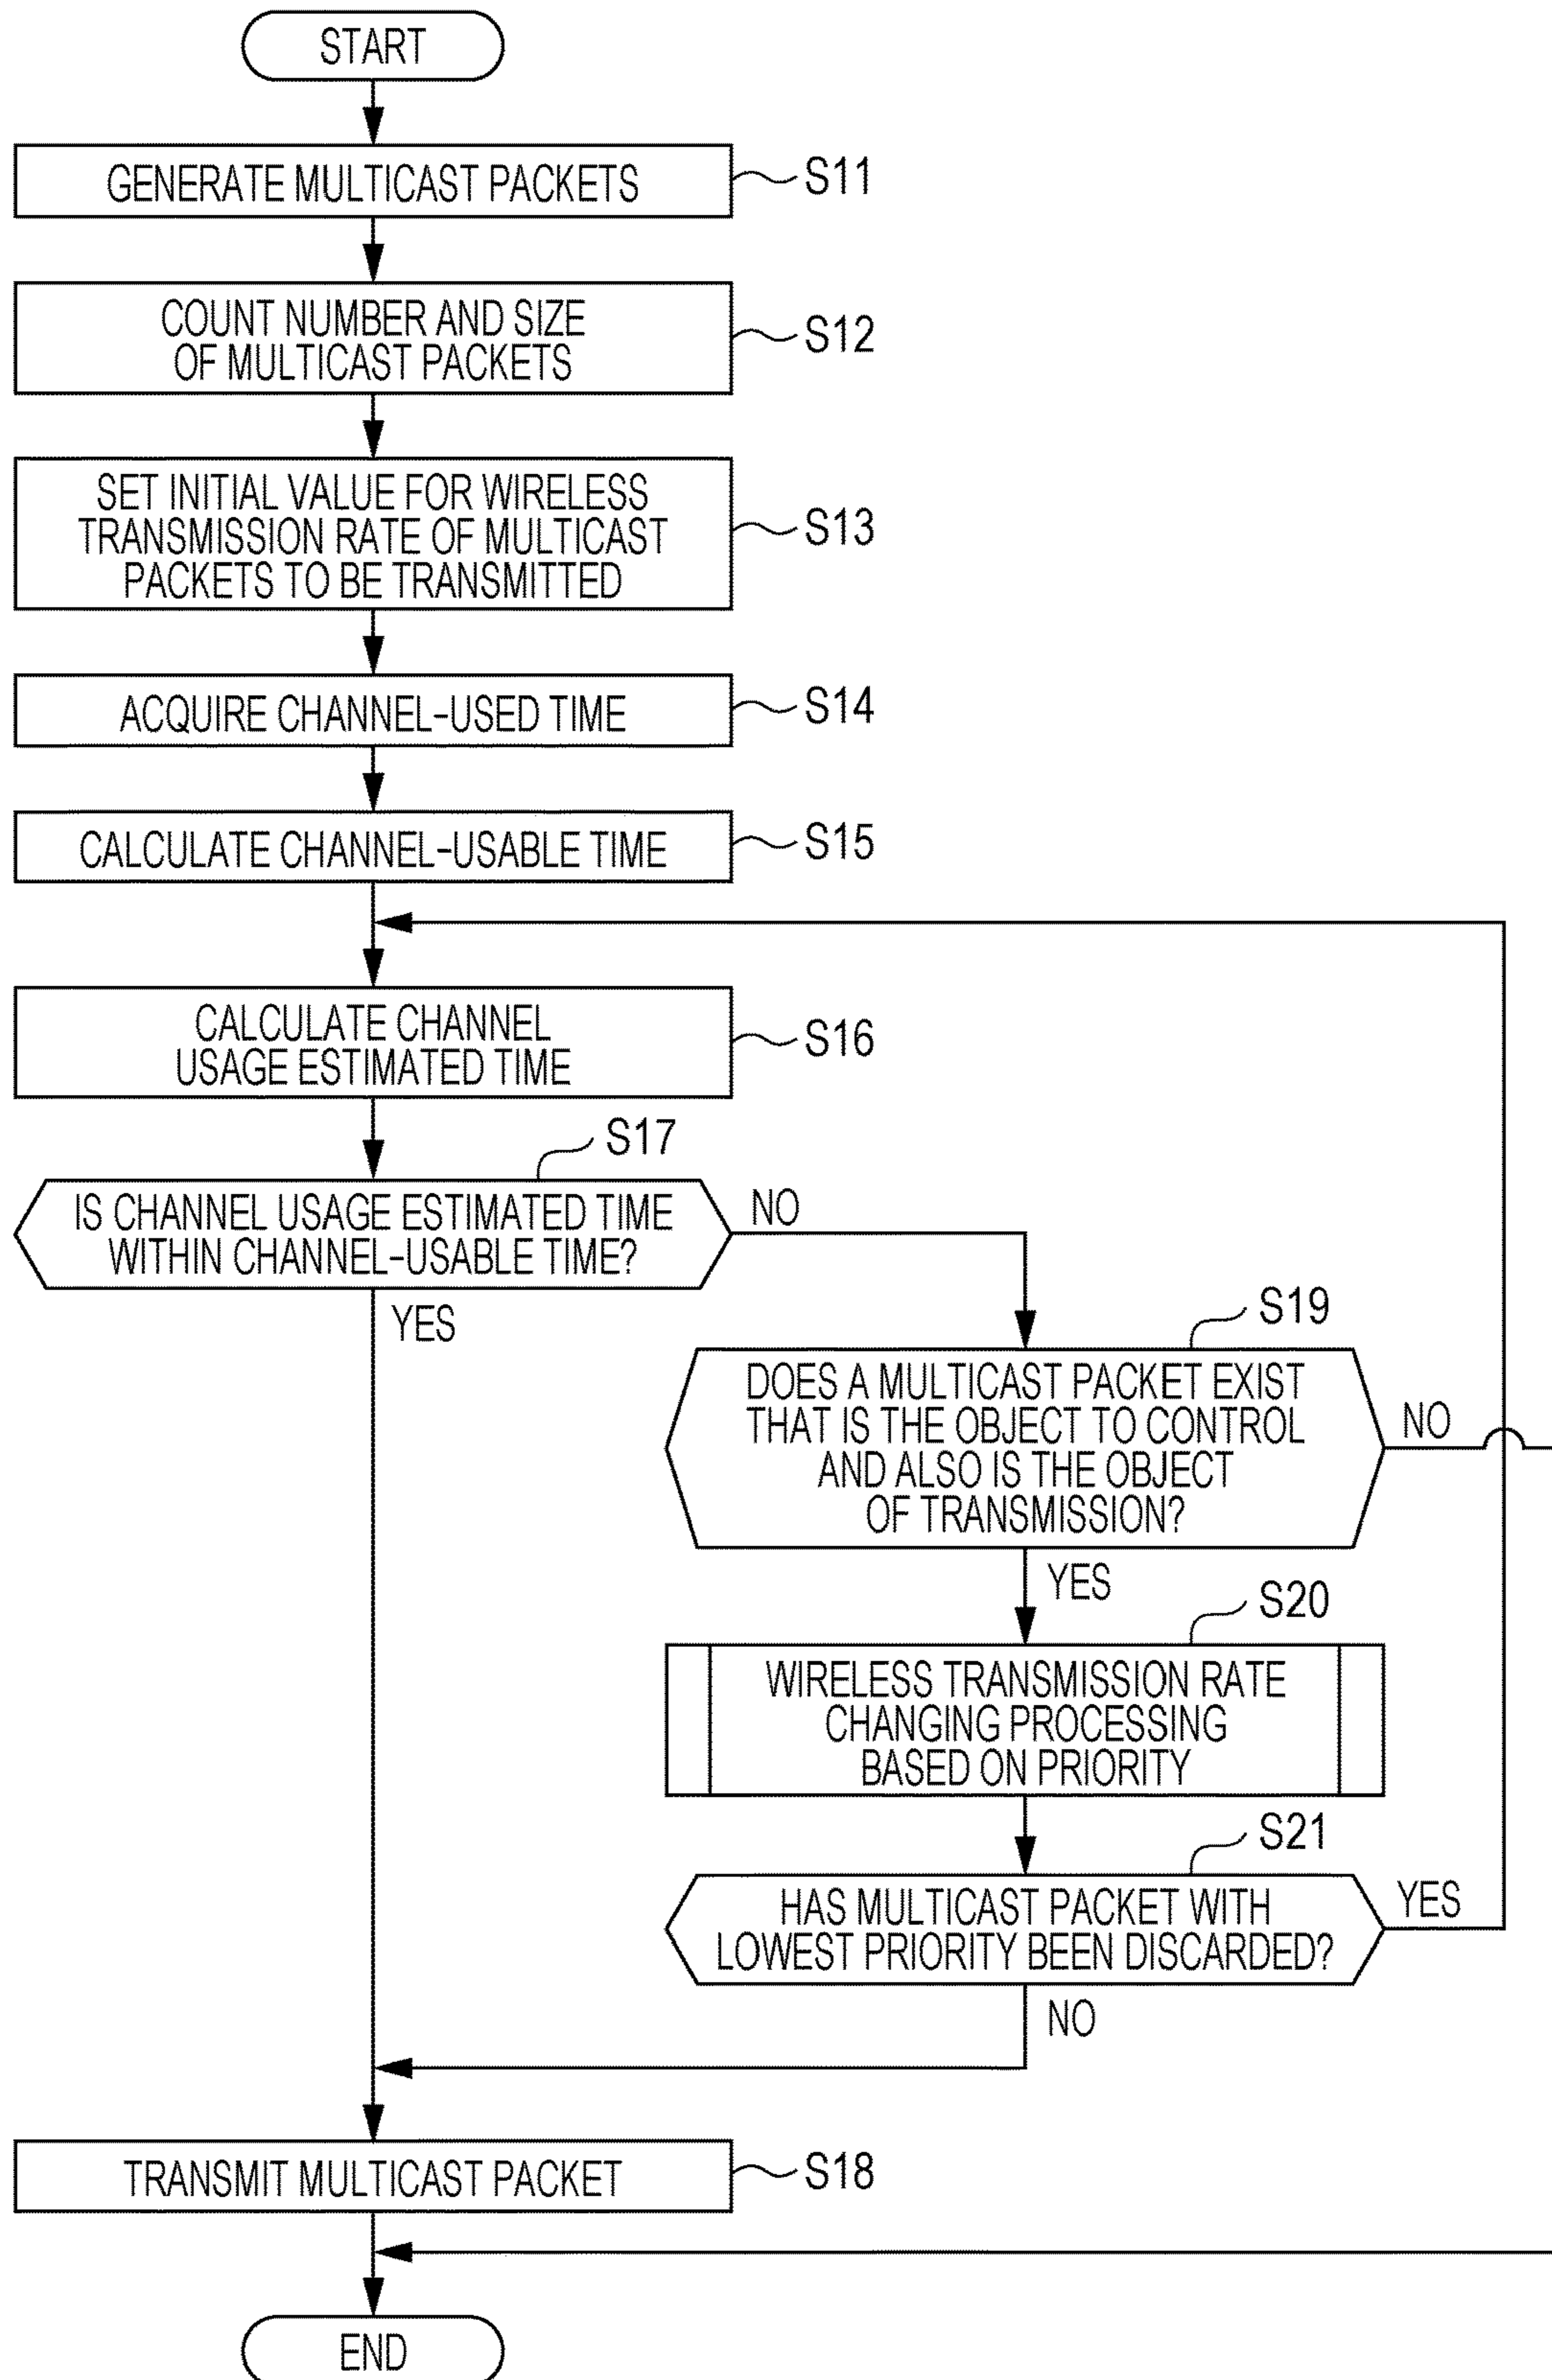 START
GENERATE MULTICAST PACKETS
S11
COUNT NUMBER AND SIZE
OF MULTICAST PACKETS
S12
SET INITIAL VALUE FOR WIRELESS
TRANSMISSION RATE OF MULTICAST
PACKETS TO BE TRANSMITTED
S13
ACQUIRE CHANNEL-USED TIME
S14
CALCULATE CHANNEL-USABLE TIME
S15
CALCULATE CHANNEL
USAGE ESTIMATED TIME
S16
S17
IS CHANNEL USAGE ESTIMATED TIME
WITHIN CHANNEL-USABLE TIME?
NO
YES
S19
DOES A MULTICAST PACKET EXIST
THAT IS THE OBJECT TO CONTROL
AND ALSO IS THE OBJECT
OF TRANSMISSION?
NO
YES
S20
WIRELESS TRANSMISSION RATE
CHANGING PROCESSING
BASED ON PRIORITY
S21
HAS MULTICAST PACKET WITH
LOWEST PRIORITY BEEN DISCARDED?
YES
NO
TRANSMIT MULTICAST PACKET
S18
END